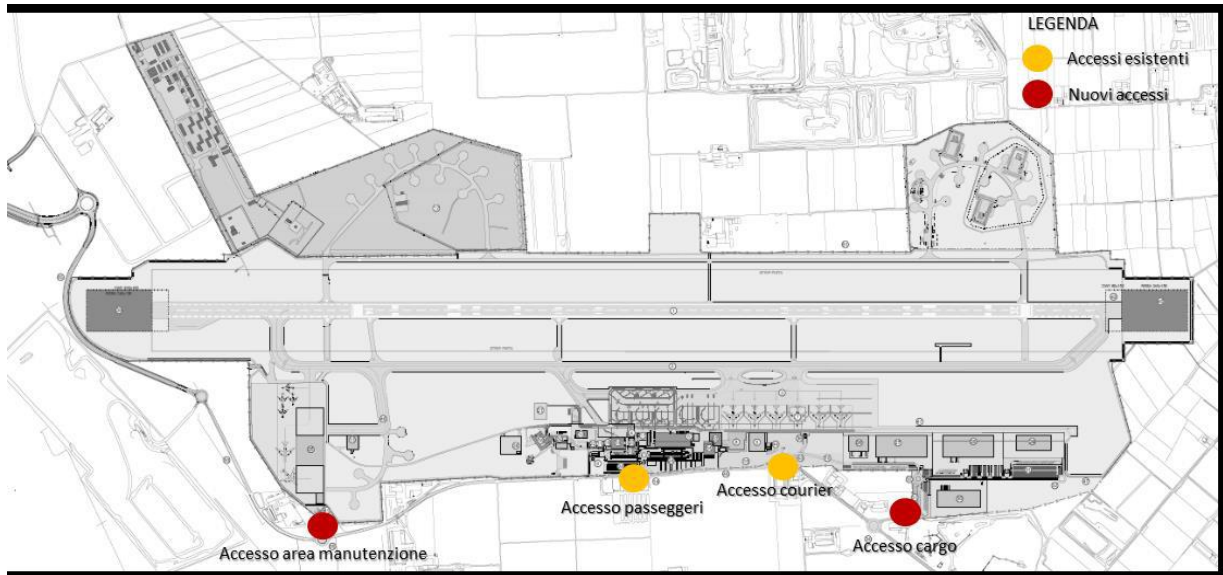 LEGENDA
Accessi esistenti
Nuovi accessi
Accesso courier
Accesso passeggeri
Accesso area manutenzione
Accesso cargo